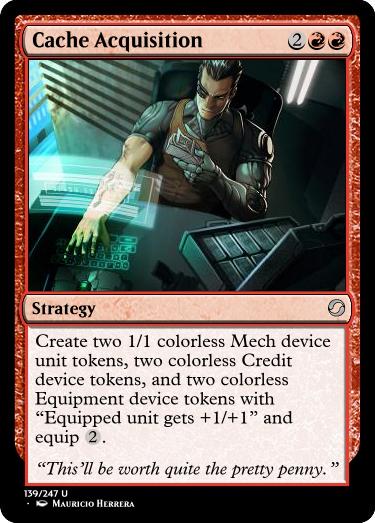 Cache Acquisition 2
Strategy
Create two 1/1 colorless Mech device
unit tokens, two colorless Credit
device tokens, and two colorless
Equipment device tokens with
“Equipped unit gets +1/+1” and
equip 2.
“This'll be worth quite the pretty penny.”
139/247 U
· Mauricio Herrera